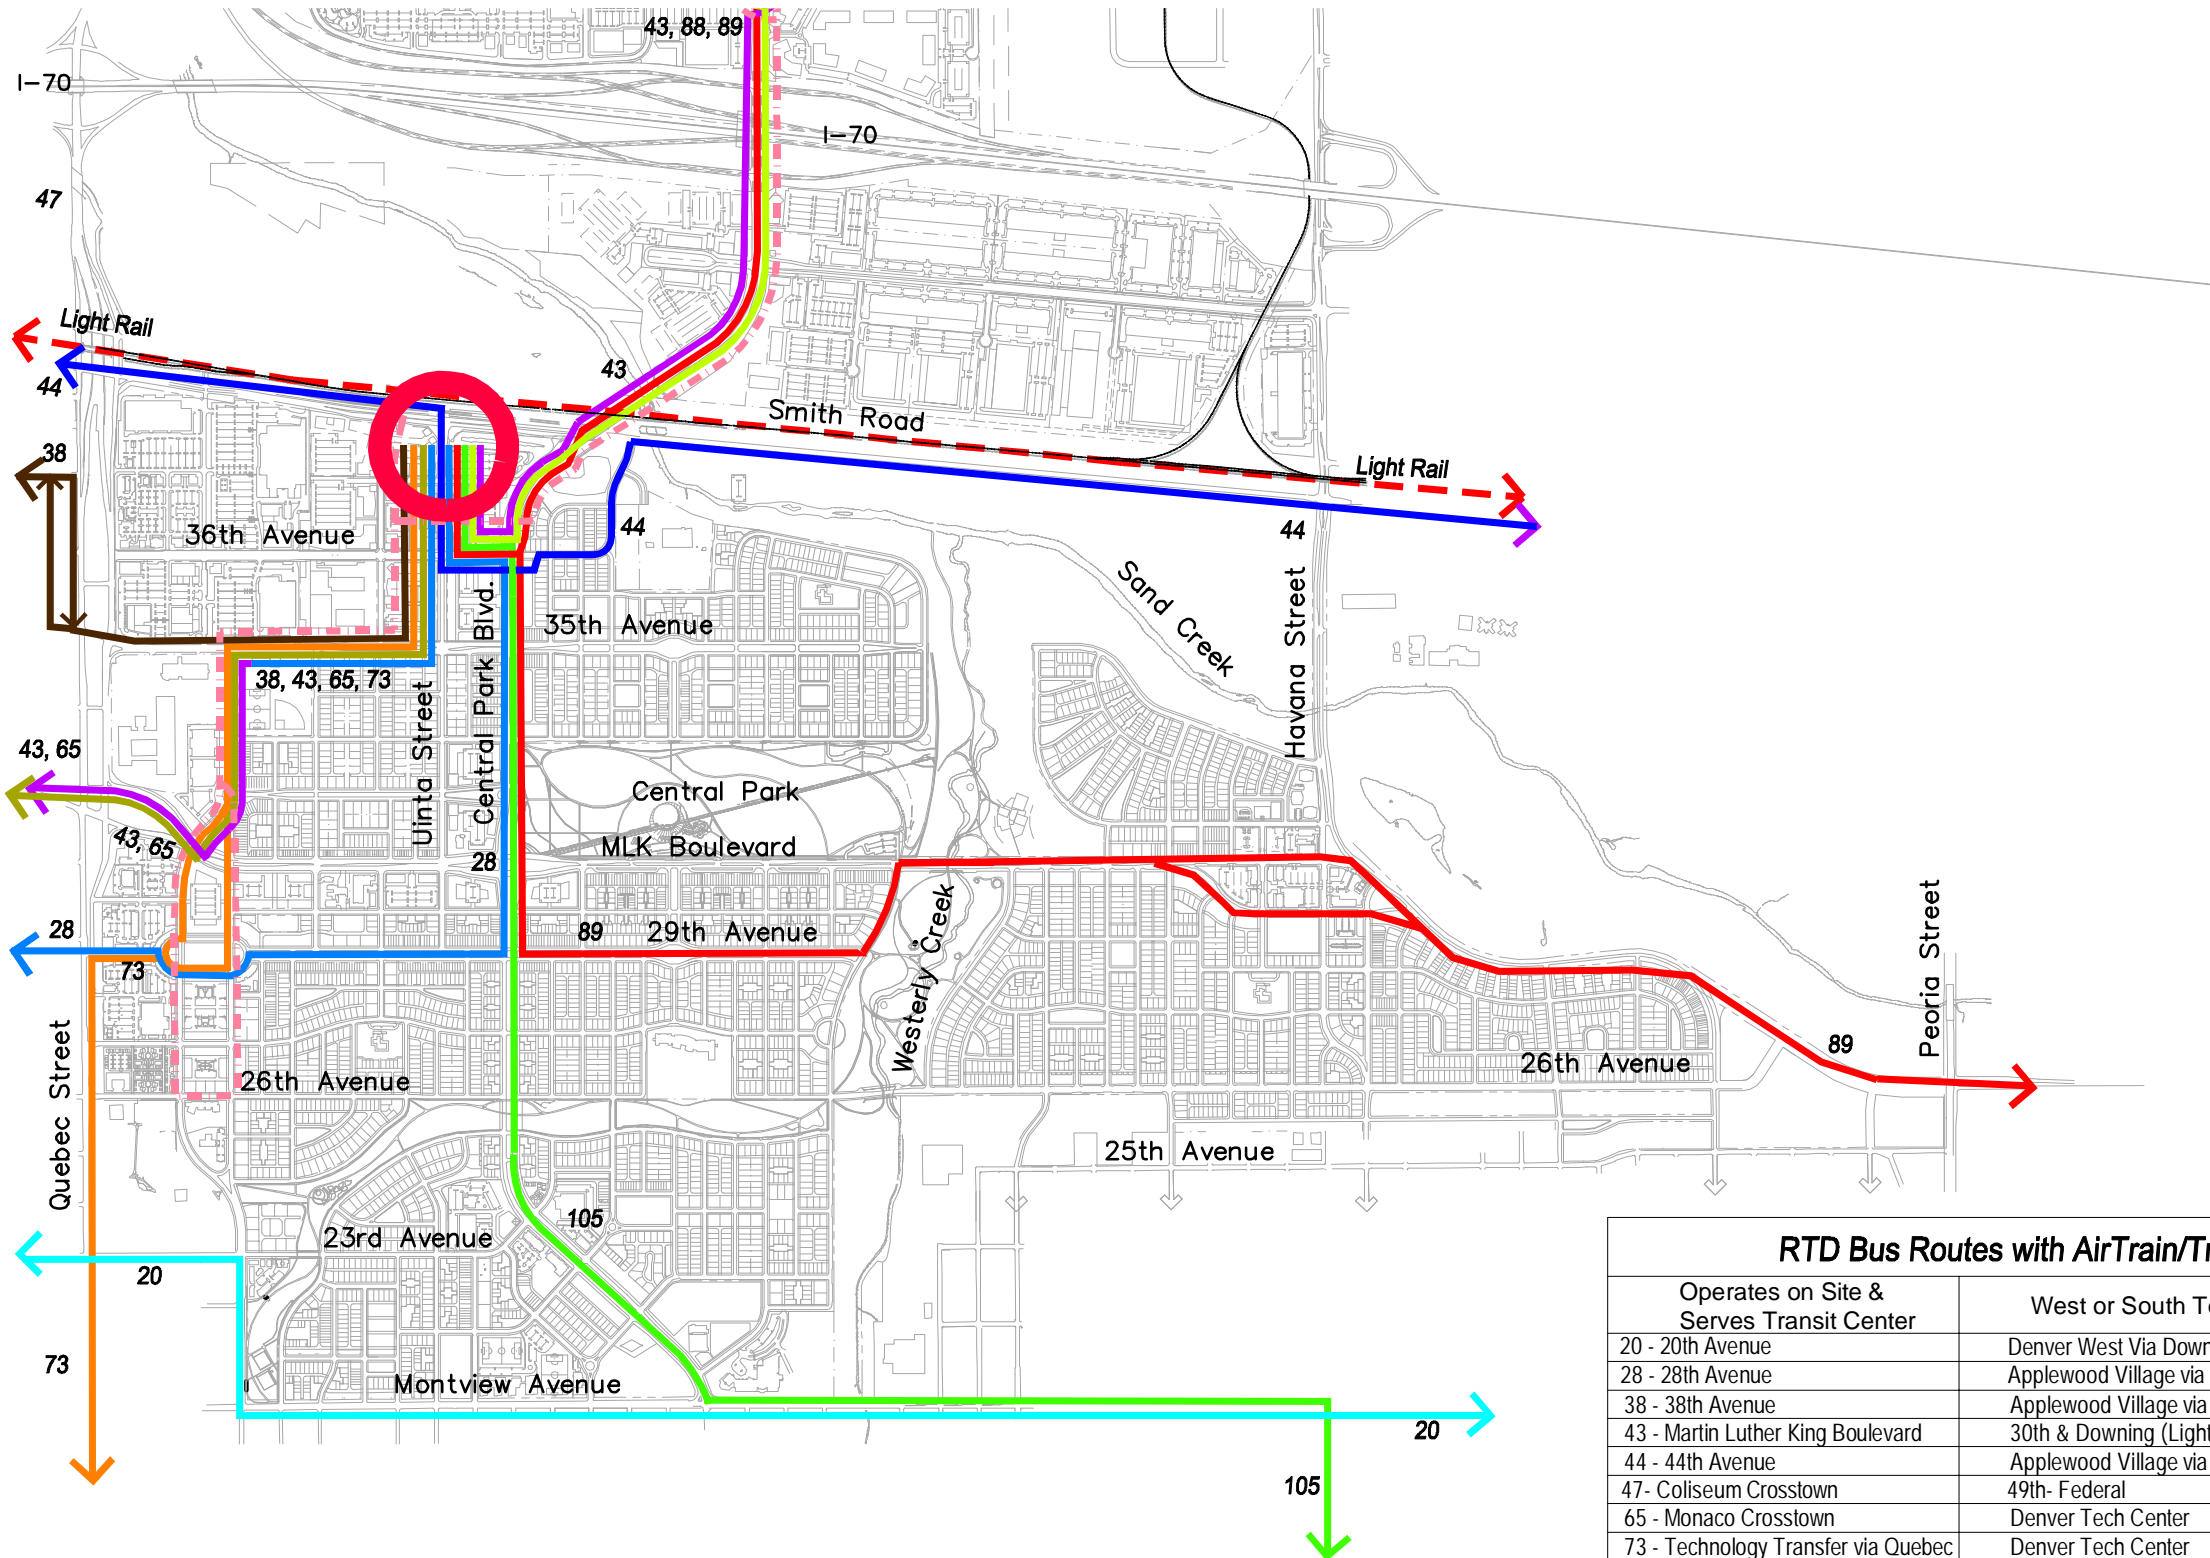 43, 88, 89
I-70
I-70
47
Light Rail
43
44
Smith Road
38
Light Rail
36th Avenue
44
44
Sand Creek
Havana Street
35th Avenue
38, 43, 65, 73
Uinta Street
Central Park Blvd.
43, 65
Central Park
43, 65
MLK Boulevard
28
Westerly Creek
28
89
29th Avenue
73
Peoria Street
Quebec Street
89
26th Avenue
26th Avenue
25th Avenue
105
23rd Avenue
20
73
Montview Avenue
20
105
RTD Bus Routes with AirTrain/Tr
Operates on Site &
Serves Transit Center
West or South T
20 - 20th Avenue Denver West Via Down
28 - 28th Avenue Applewood Village via
38 - 38th Avenue Applewood Village via
43 - Martin Luther King Boulevard 30th & Downing (Light
44 - 44th Avenue Applewood Village via
47- Coliseum Crosstown 49th- Federal
65 - Monaco Crosstown Denver Tech Center
73 - Technology Transfer via Quebec Denver Tech Center